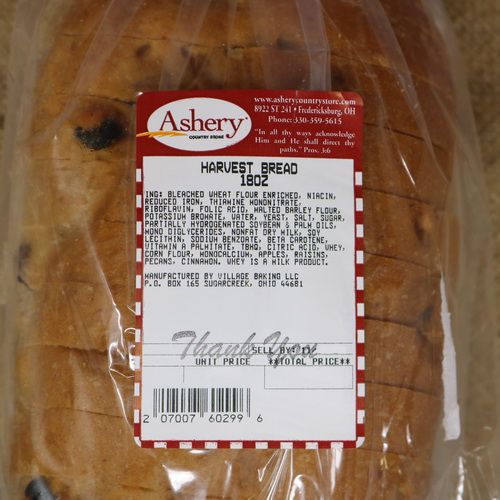 Ashery
COUNTRY STORE
www.asherycountrystore.com
8922 ST 241 • Fredericksburg, OH
Phone: 330-359-5615
"In all thy ways acknowledge
Him and He shall direct thy
paths." Prov. 3:6
HARVEST BREAD
18OZ
ING: BLEACHED WHEAT FLOUR ENRICHED, NIACIN,
REDUCED IRON, THIAMINE MONONITRATE,
RIBOFLAVIN, FOLIC ACID, MALTED BARLEY FLOUR,
POTASSIUM BROMATE, WATER, YEAST, SALT, SUGAR,
PARTIALLY HYDROGENATED SOYBEAN & PALM OILS,
MONO DIGLYCERIDES, NONFAT DRY MILK, SOY
LECITHIN, SODIUM BENZOATE, BETA CAROTENE,
VITAMIN A PALMITATE, TBHQ, CITRIC ACID, WHEY,
CORN FLOUR, MONOCALCIUM, APPLES, RAISINS,
PECANS, CINNAMON. WHEY IS A MILK PRODUCT.
MANUFACTURED BY VILLAGE BAKING LLC
P.O. BOX 165 SUGARCREEK, OHIO 44681
Thank You
SELL BY:
UNIT PRICE **TOTAL PRICE**
2 07007 60299 6